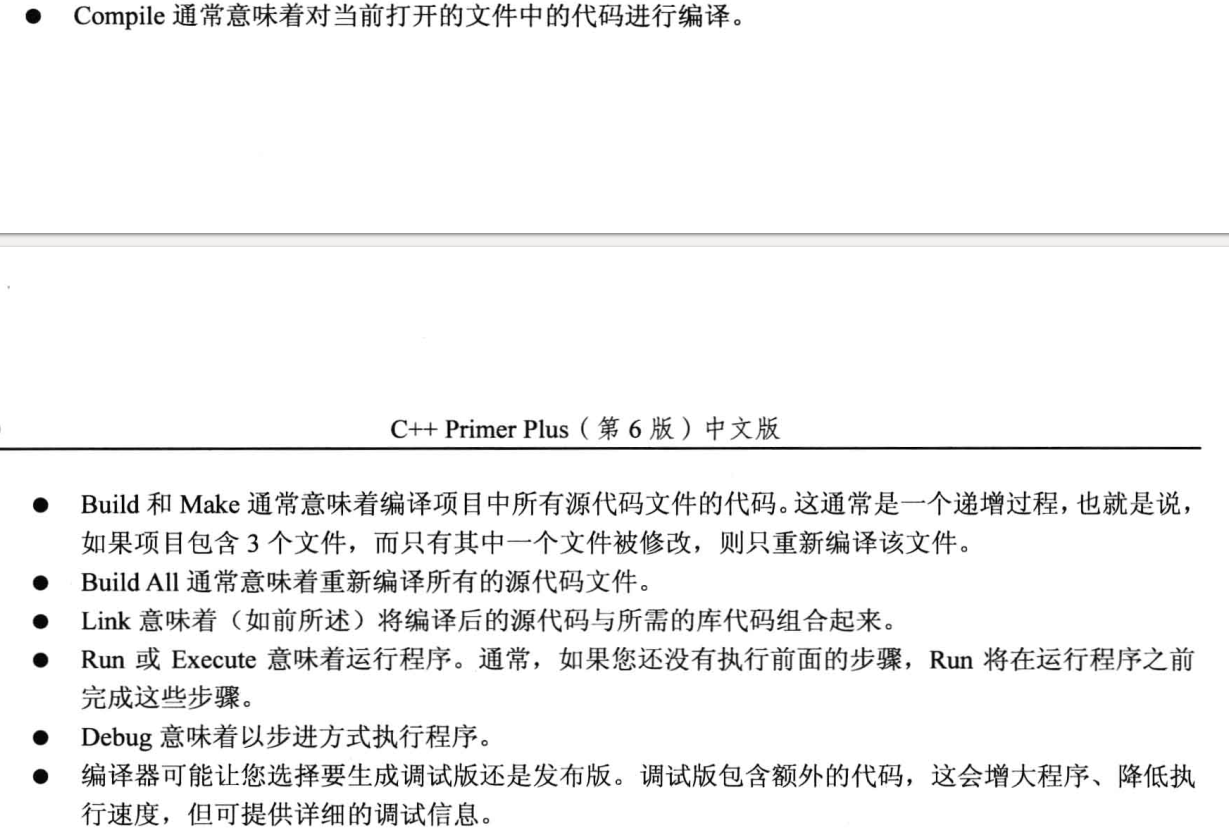 ● Compile 通常意味着对当前打开的文件中的代码进行编译。
C++ Primer Plus（第 6 版）中文版
● Build 和 Make 通常意味着编译项目中所有源代码文件的代码。这通常是一个递增过程，也就是说，
如果项目包含 3 个文件，而只有其中一个文件被修改，则只重新编译该文件。
● Build All 通常意味着重新编译所有的源代码文件。
● Link 意味着（如前所述）将编译后的源代码与所需的库代码组合起来。
● Run 或 Execute 意味着运行程序。通常，如果您还没有执行前面的步骤，Run 将在运行程序之前
完成这些步骤。
● Debug 意味着以步进方式执行程序。
● 编译器可能让您选择要生成调试版还是发布版。调试版包含额外的代码，这会增大程序、降低执
行速度，但可提供详细的调试信息。